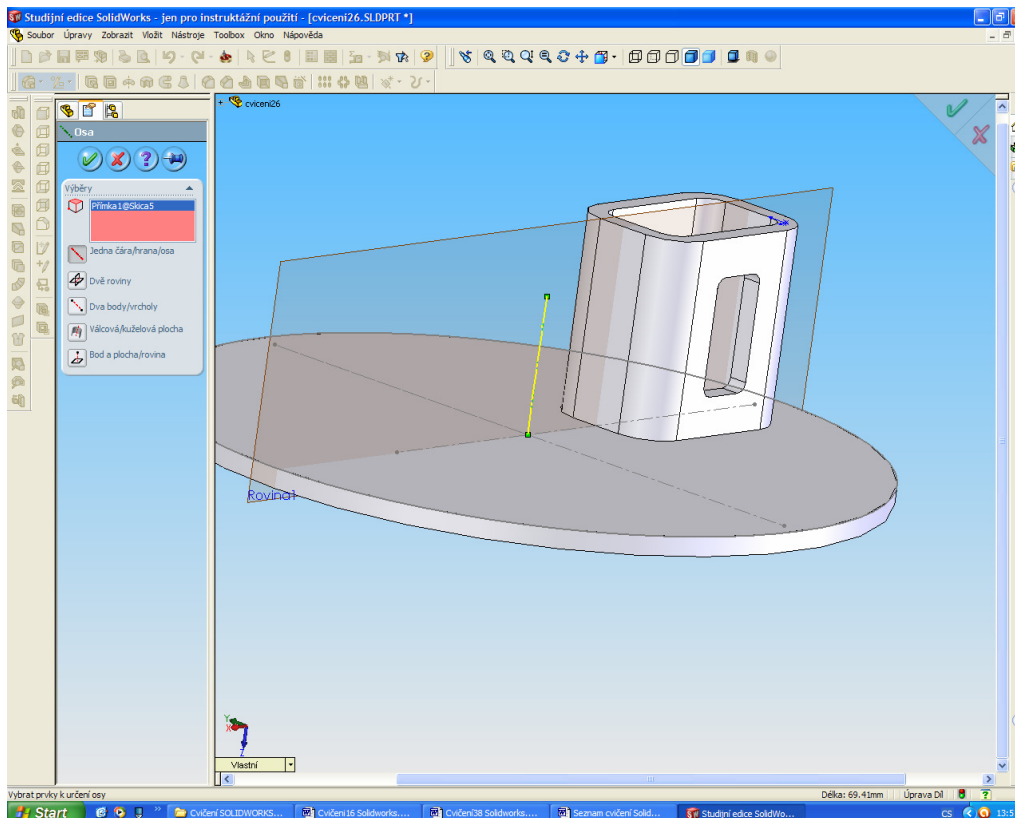 Studijní edice SolidWorks - jen pro instruktážní použití - [cviceni26.SLDPRT *]
Soubor Úpravy Zobrazit Vložit Nástroje Toolbox Okno Nápověda
cviceni26
Osa
Výběry
Přímka1@Skica5
Jedna čára/hrana/osa
Dvě roviny
Dva body/vrcholy
Válcová/kuželová plocha
Bod a plocha/rovina
Rovina1
Y
X
Z
Vlastní
Vybrat prvky k určení osy
Délka: 69.41mm Úprava Díl
Start Cvičení SOLIDWORKS... Cvičení16 Solidworks.... Cvičení38 Solidworks.... Seznam cvičení Solid... Studijní edice SolidWo... CS 13:5